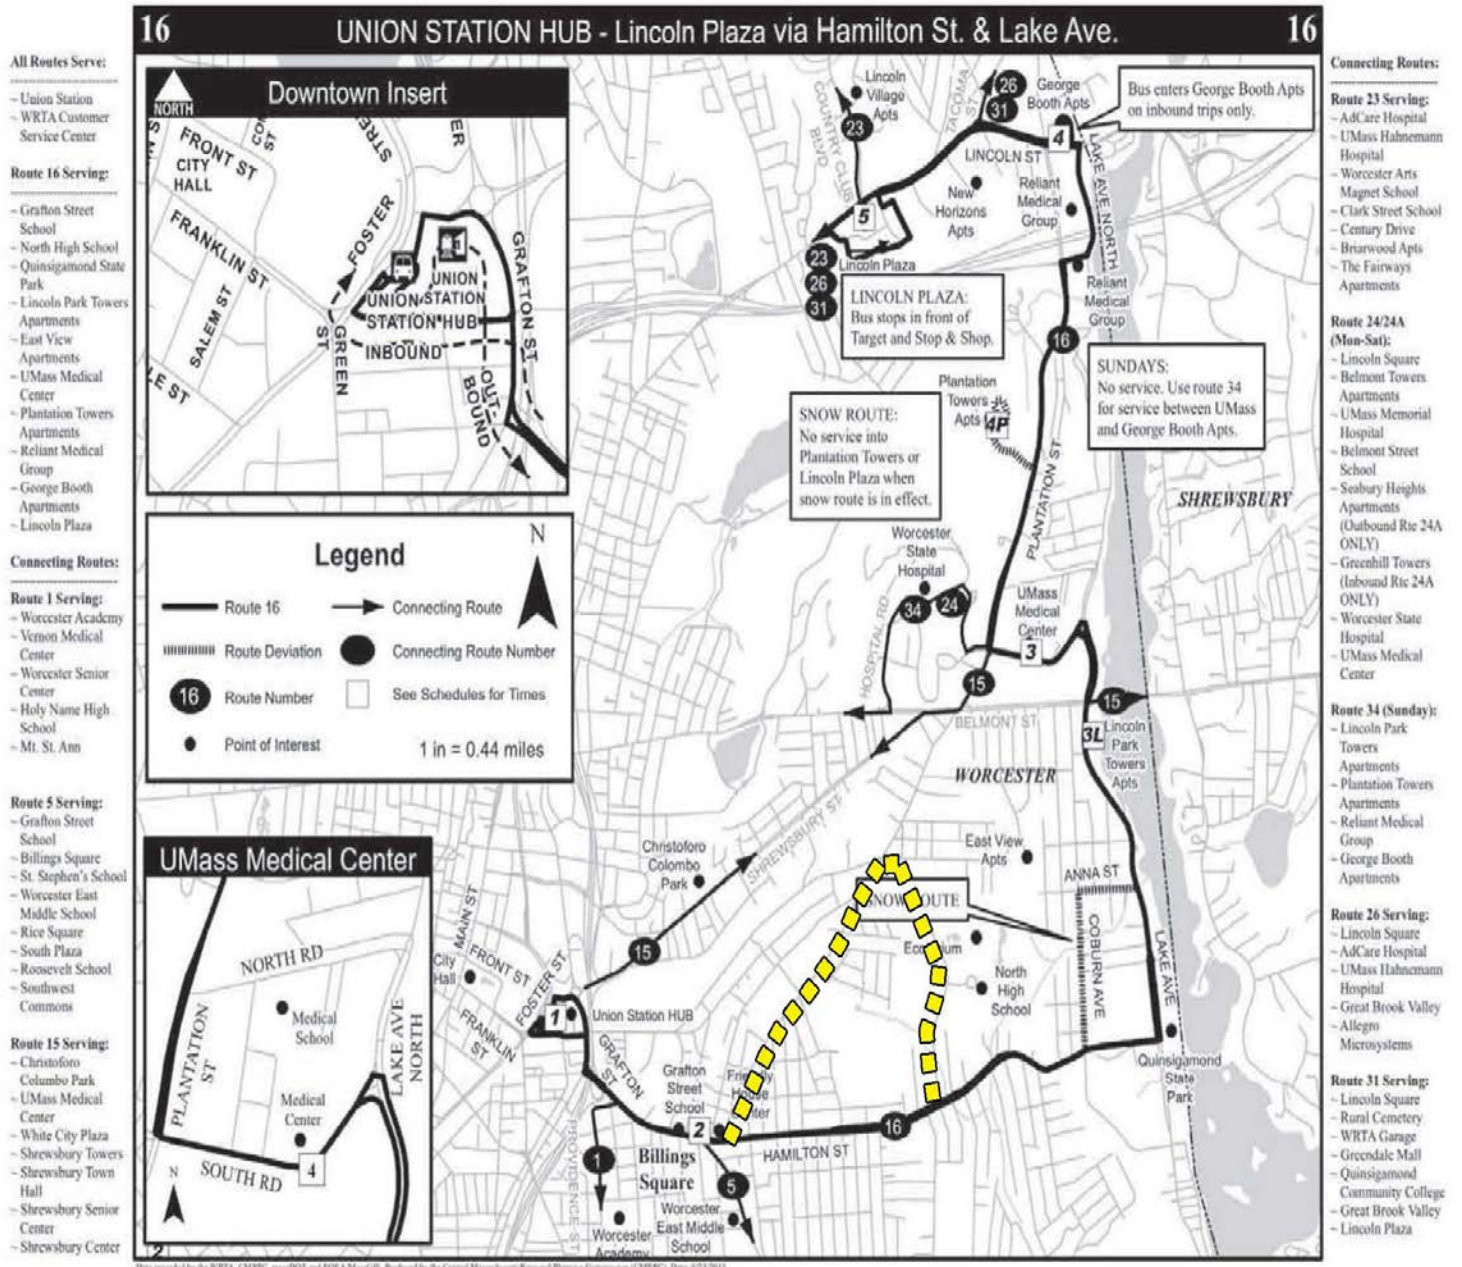 16
UNION STATION HUB - Lincoln Plaza via Hamilton St. & Lake Ave.
16
All Routes Serve:
~ Union Station
~ WRTA Customer
Service Center
Route 16 Serving:
~ Grafton Street
School
~ North High School
~ Quinsigamond State
Park
~ Lincoln Park Towers
Apartments
~ East View
Apartments
~ UMass Medical
Center
~ Plantation Towers
Apartments
~ Reliant Medical
Group
~ George Booth
Apartments
~ Lincoln Plaza
Connecting Routes:
Route 1 Serving:
~ Worcester Academy
~ Vernon Medical
Center
~ Worcester Senior
Center
~ Holy Name High
School
~ Mt. St. Ann
Route 5 Serving:
~ Grafton Street
School
~ Billings Square
~ St. Stephen's School
~ Worcester East
Middle School
~ Rice Square
~ South Plaza
~ Roosevelt School
~ Southwest
Commons
Route 15 Serving:
~ Christoforo
Columbo Park
~ UMass Medical
Center
~ White City Plaza
~ Shrewsbury Towers
~ Shrewsbury Town
Hall
~ Shrewsbury Senior
Center
~ Shrewsbury Center
Downtown Insert
NORTH
FRONT ST
CITY
HALL
FRANKLIN ST
SALEM ST
LE ST
FOSTER
STRE
ER
GREEN
ST
GRAFTON ST
UNION
STATION
UNION
STATION HUB
INBOUND
OUT-
BOUND
Legend
N
Route 16
Connecting Route
Route Deviation
Connecting Route Number
16
Route Number
See Schedules for Times
Point of Interest
1 in = 0.44 miles
UMass Medical Center
NORTH RD
Medical
School
PLANTATION
ST
LAKE AVE
NORTH
Medical
Center
SOUTH RD
4
N
2
COUNTRY CLUB
BLVD
Lincoln
Village
Apts
23
TACOMA
ST
26
31
George
Booth Apts
4
Bus enters George Booth Apts
on inbound trips only.
LINCOLN ST
LAKE AVE NORTH
New
Horizons
Apts
Reliant
Medical
Group
5
Lincoln Plaza
23
26
31
LINCOLN PLAZA:
Bus stops in front of
Target and Stop & Shop.
Reliant
Medical
Group
16
SUNDAYS:
No service. Use route 34
for service between UMass
and George Booth Apts.
Plantation
Towers
Apts
4P
SNOW ROUTE:
No service into
Plantation Towers or
Lincoln Plaza when
snow route is in effect.
PLANTATION ST
SHREWSBURY
Worcester
State
Hospital
34
24
HOSPITAL RD
UMass
Medical
Center
3
15
15
BELMONT ST
3L
Lincoln
Park
Towers
Apts
WORCESTER
SHREWSBURY ST
Christoforo
Colombo
Park
East View
Apts
ANNA ST
COBURN AVE
LAKE AVE
North
High
School
15
MAIN ST
City
Hall
FRONT ST
FOSTER ST
FRANKLIN
ST
1
Union Station HUB
GRAFTON
ST
Grafton
Street
School
2
16
HAMILTON ST
Quinsigamond
State
Park
Billings
Square
1
5
PROVIDENCE ST
Worcester
Academy
Worcester
East Middle
School
Connecting Routes:
Route 23 Serving:
~ AdCare Hospital
~ UMass Hahnemann
Hospital
~ Worcester Arts
Magnet School
~ Clark Street School
~ Century Drive
~ Briarwood Apts
~ The Fairways
Apartments
Route 24/24A
(Mon-Sat):
~ Lincoln Square
~ Belmont Towers
Apartments
~ UMass Memorial
Hospital
~ Belmont Street
School
~ Seabury Heights
Apartments
(Outbound Rte 24A
ONLY)
~ Greenhill Towers
(Inbound Rte 24A
ONLY)
~ Worcester State
Hospital
~ UMass Medical
Center
Route 34 (Sunday):
~ Lincoln Park
Towers
Apartments
~ Plantation Towers
Apartments
~ Reliant Medical
Group
~ George Booth
Apartments
Route 26 Serving:
~ Lincoln Square
~ AdCare Hospital
~ UMass Hahnemann
Hospital
~ Great Brook Valley
~ Allegro
Microsystems
Route 31 Serving:
~ Lincoln Square
~ Rural Cemetery
~ WRTA Garage
~ Greendale Mall
~ Quinsigamond
Community College
~ Great Brook Valley
~ Lincoln Plaza